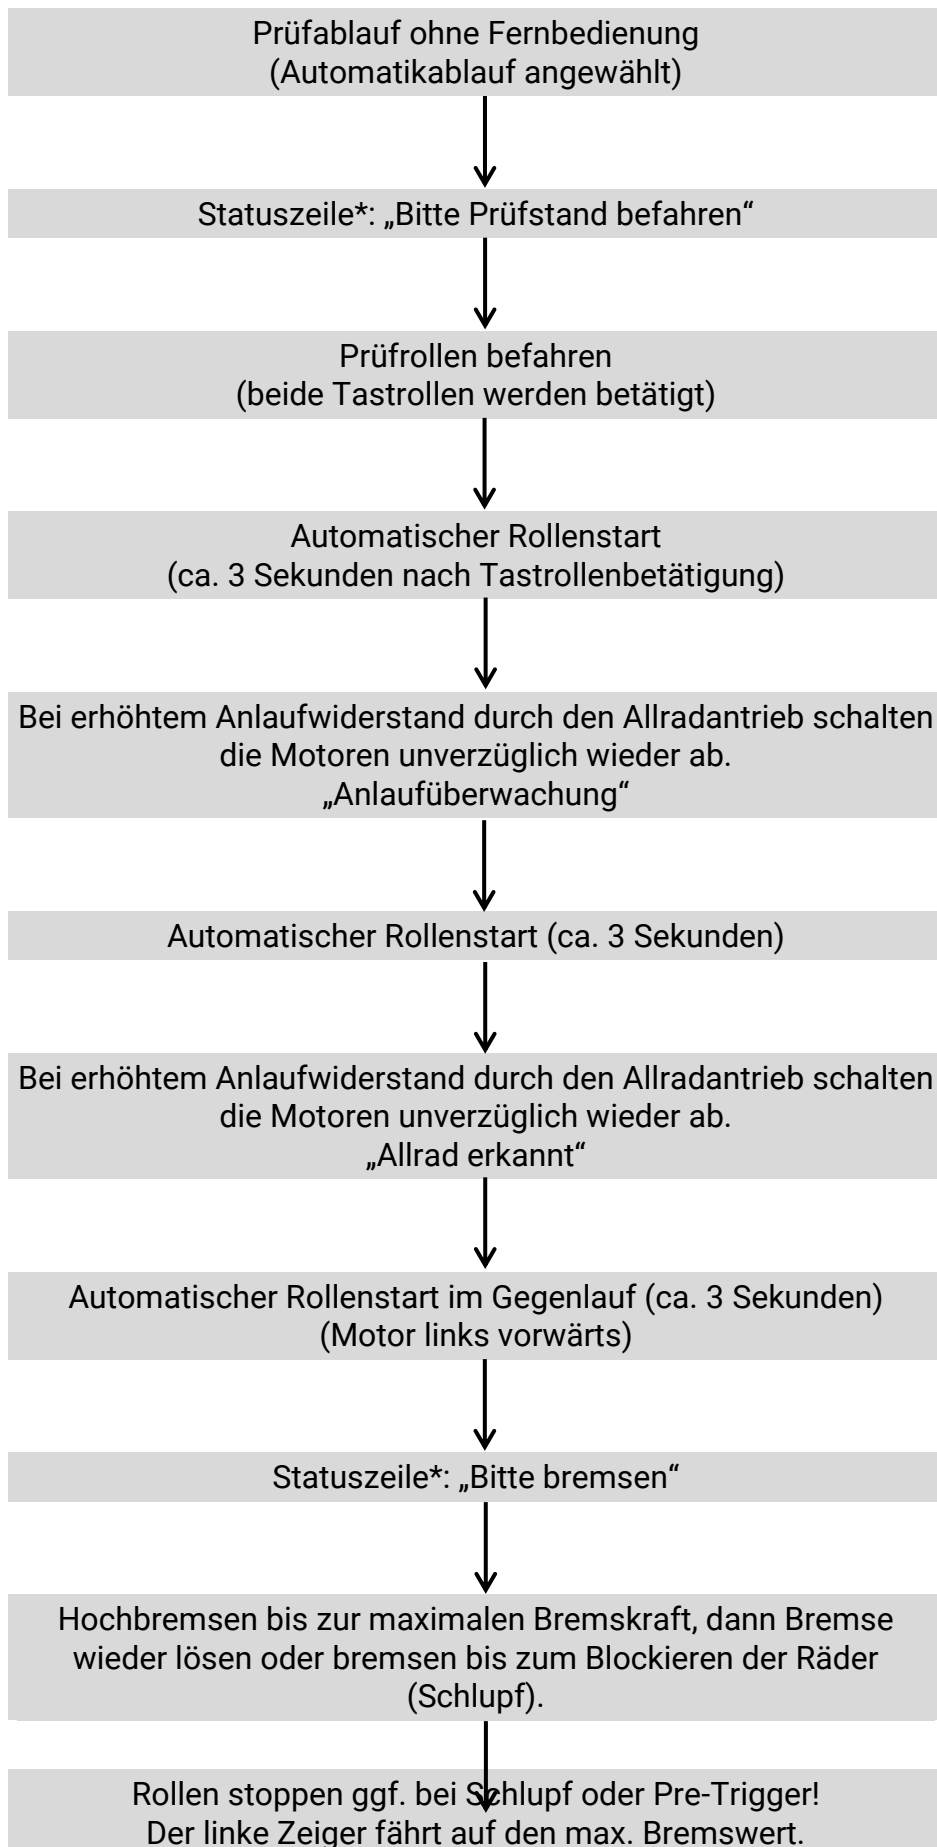 Prüfablauf ohne Fernbedienung
(Automatikablauf angewählt)
Statuszeile*: „Bitte Prüfstand befahren“
Prüfrollen befahren
(beide Tastrollen werden betätigt)
Automatischer Rollenstart
(ca. 3 Sekunden nach Tastrollenbetätigung)
Bei erhöhtem Anlaufwiderstand durch den Allradantrieb schalten
die Motoren unverzüglich wieder ab.
„Anlaufüberwachung“
Automatischer Rollenstart (ca. 3 Sekunden)
Bei erhöhtem Anlaufwiderstand durch den Allradantrieb schalten
die Motoren unverzüglich wieder ab.
„Allrad erkannt“
Automatischer Rollenstart im Gegenlauf (ca. 3 Sekunden)
(Motor links vorwärts)
Statuszeile*: „Bitte bremsen“
Hochbremsen bis zur maximalen Bremskraft, dann Bremse
wieder lösen oder bremsen bis zum Blockieren der Räder
(Schlupf).
Rollen stoppen ggf. bei Schlupf oder Pre-Trigger!
Der linke Zeiger fährt auf den max. Bremswert.